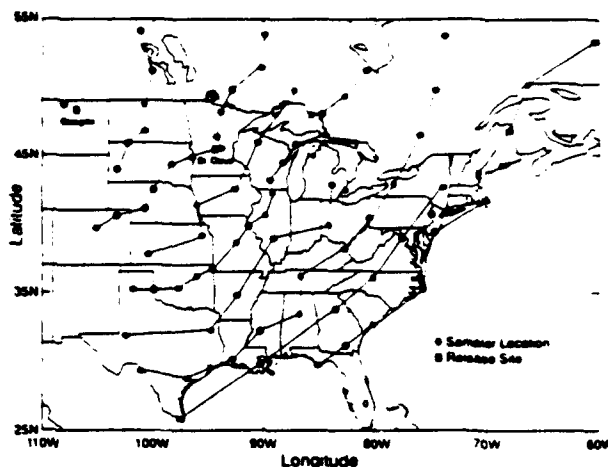 55N
45N
Latitude
35N
Sampler Location
Release Site
25N
110W 100W 90W 80W 70W 60W
Longitude